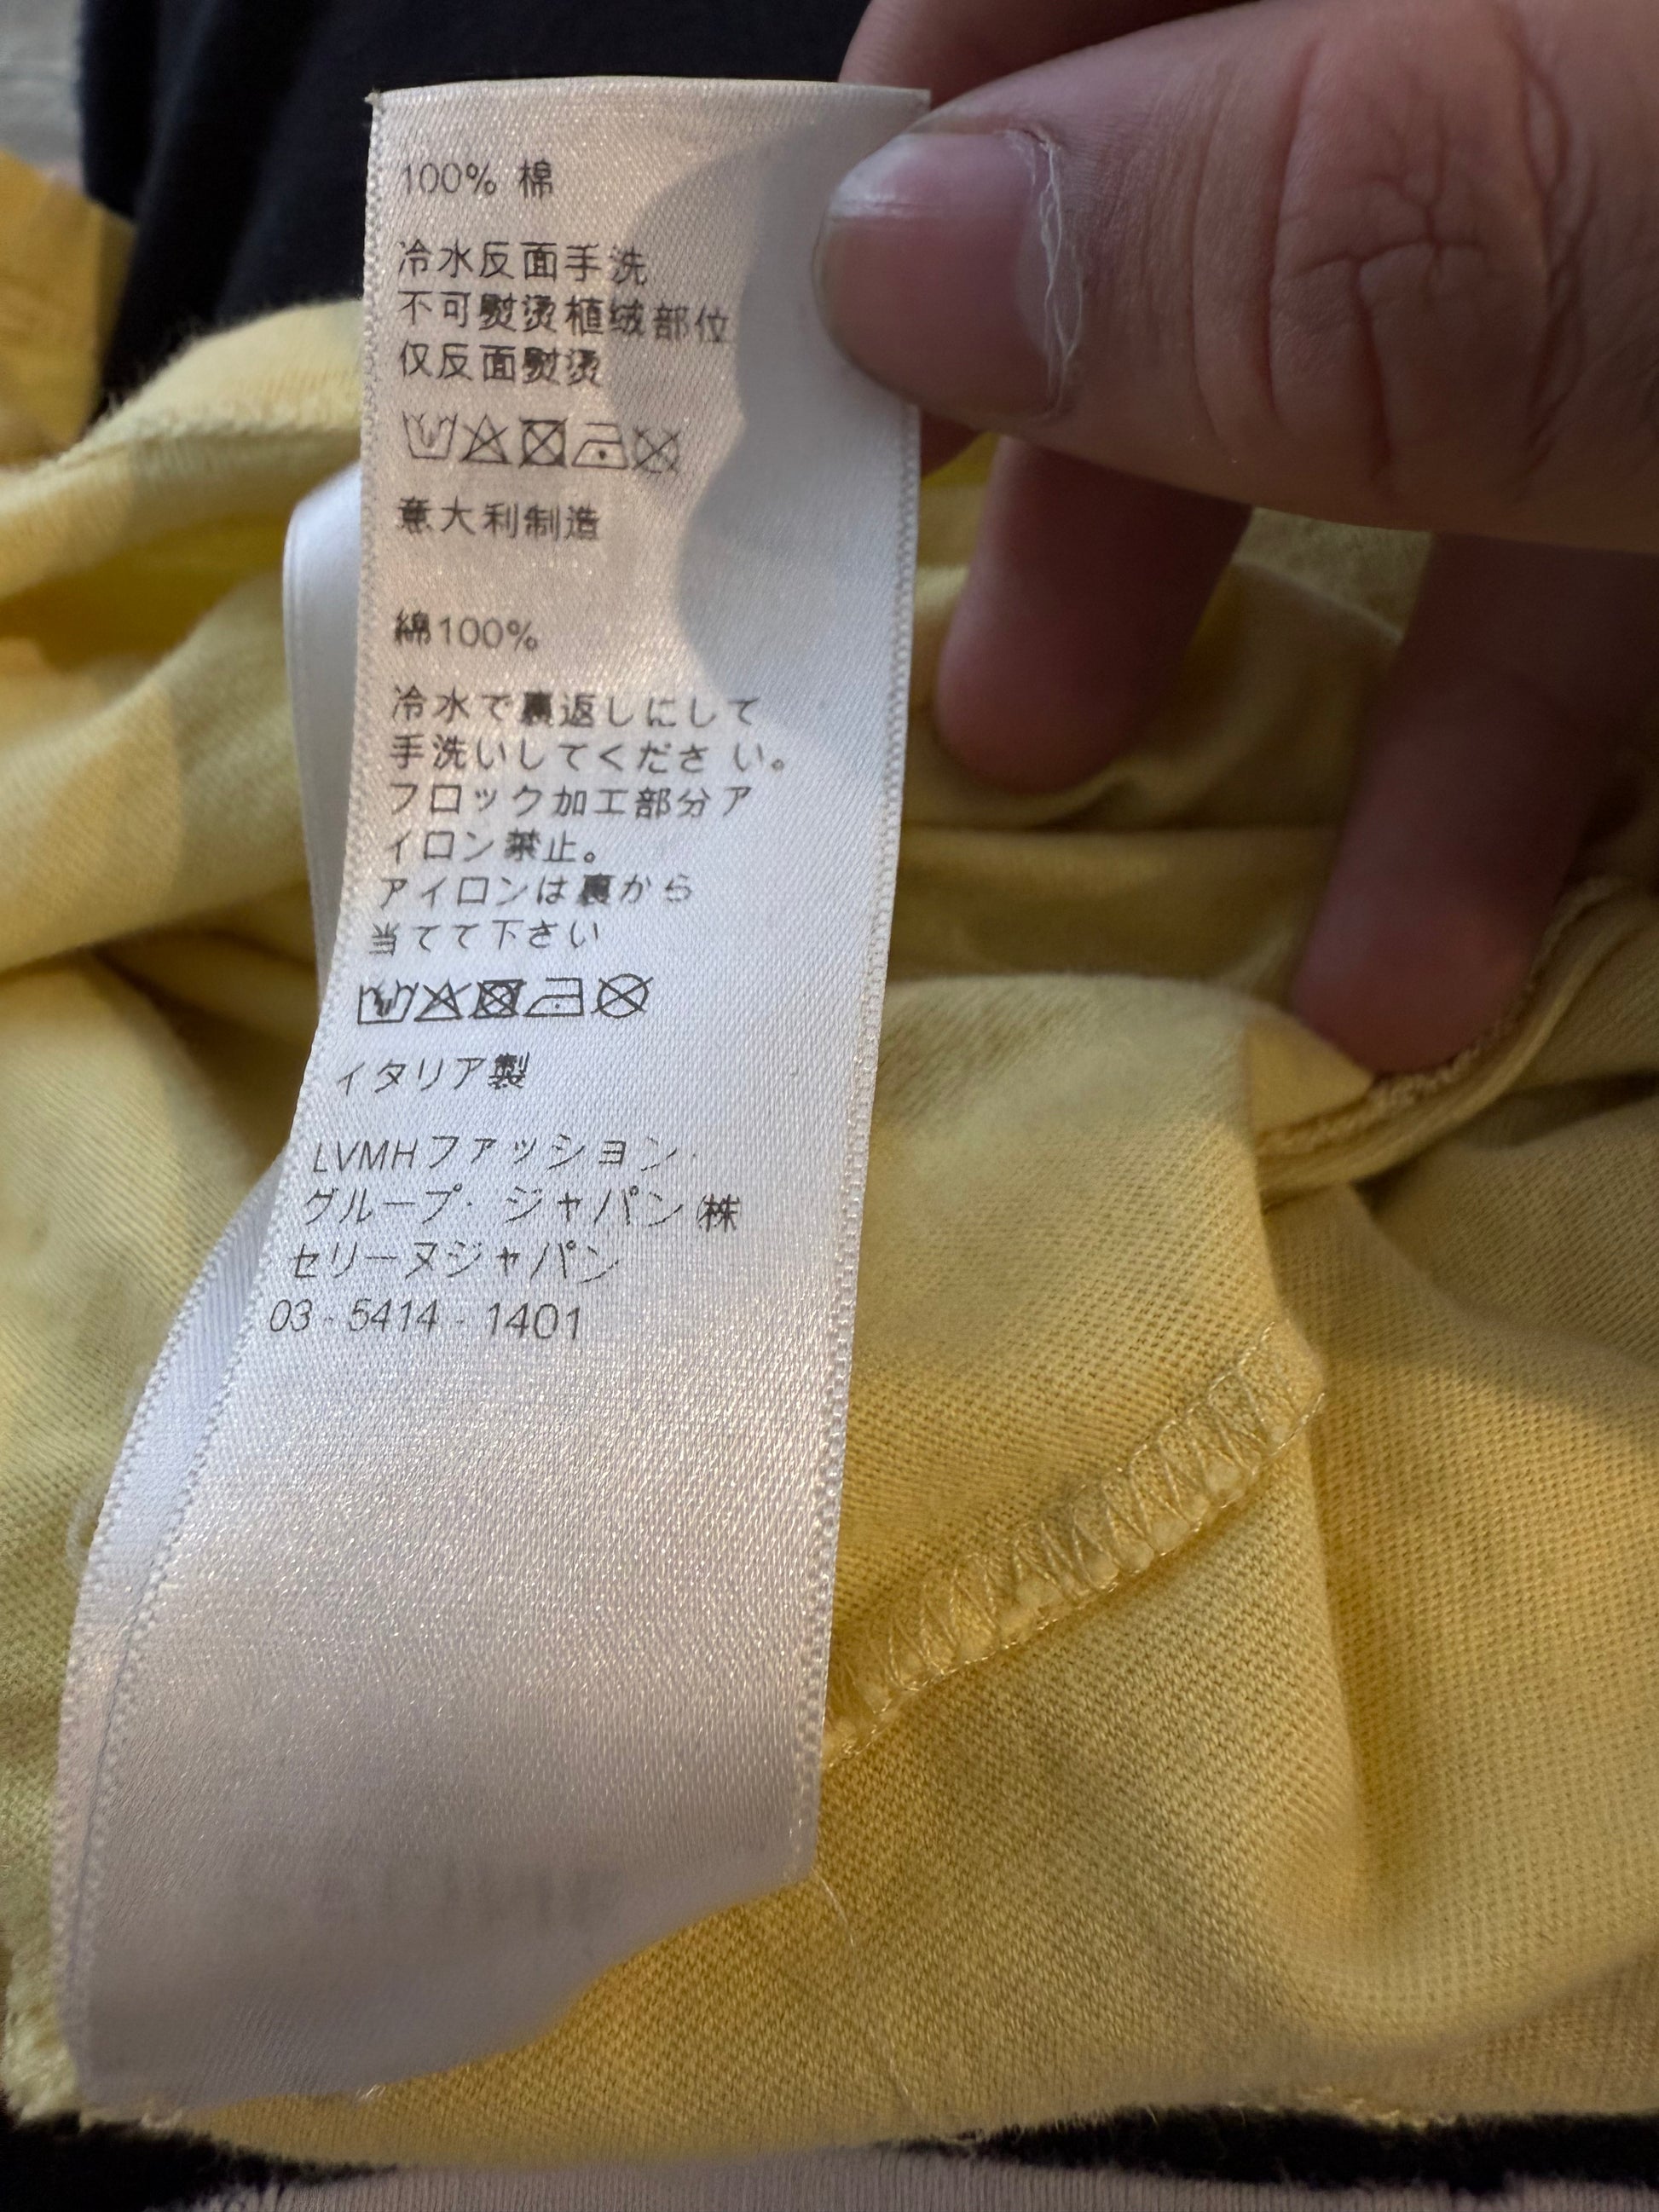 100% 棉
冷水反面手洗
不可熨烫植绒部位
仅反面熨烫
意大利制造
綿100%
冷水で裏返しにして
手洗いしてください。
フロック加工部分ア
イロン禁止。
アイロンは裏から
当てて下さい
イタリア製
LVMHファッション・
グループ・ジャパン㈱
セリーヌジャパン
03-5414-1401